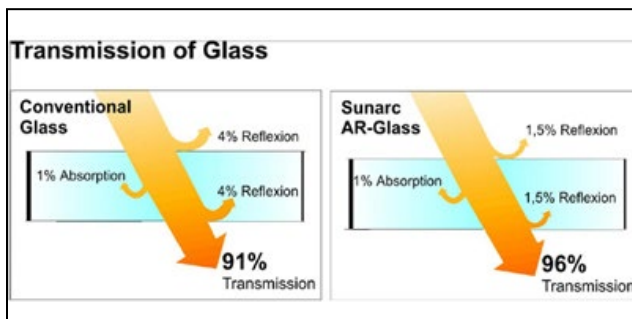 Transmission of Glass
Conventional
Glass
4% Reflexion
1% Absorption
4% Reflexion
91%
Transmission
Sunarc
AR-Glass
1,5% Reflexion
1% Absorption
1,5% Reflexion
96%
Transmission